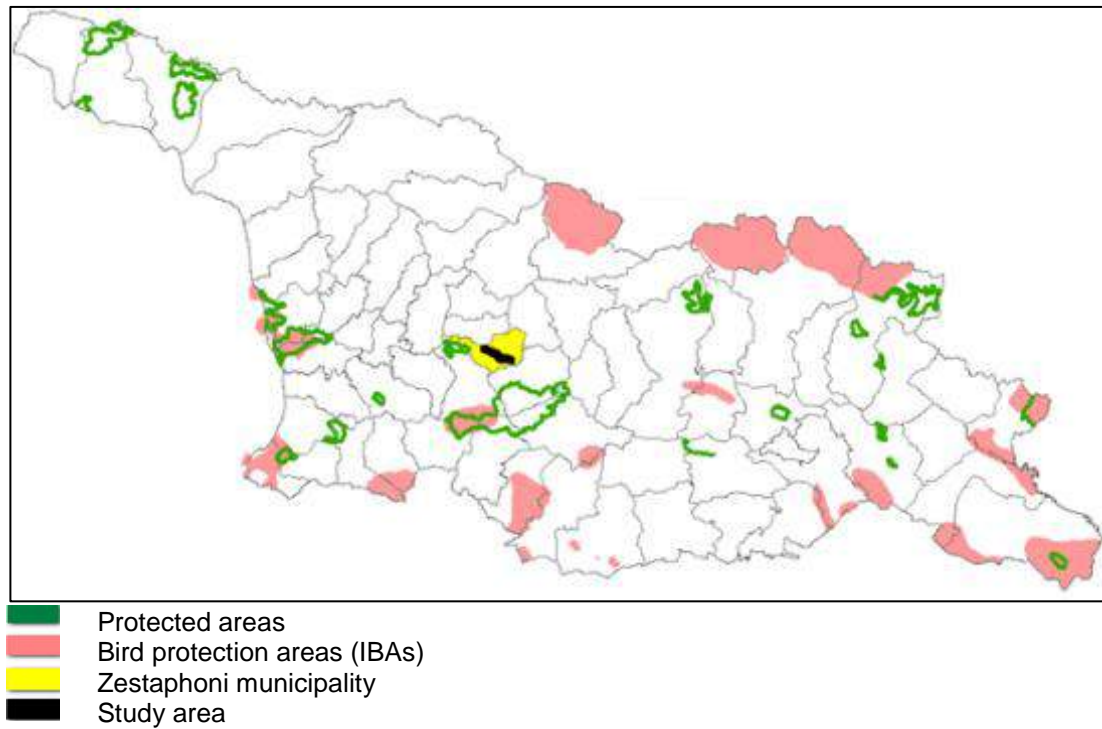 Protected areas
Bird protection areas (IBAs)
Zestaphoni municipality
Study area